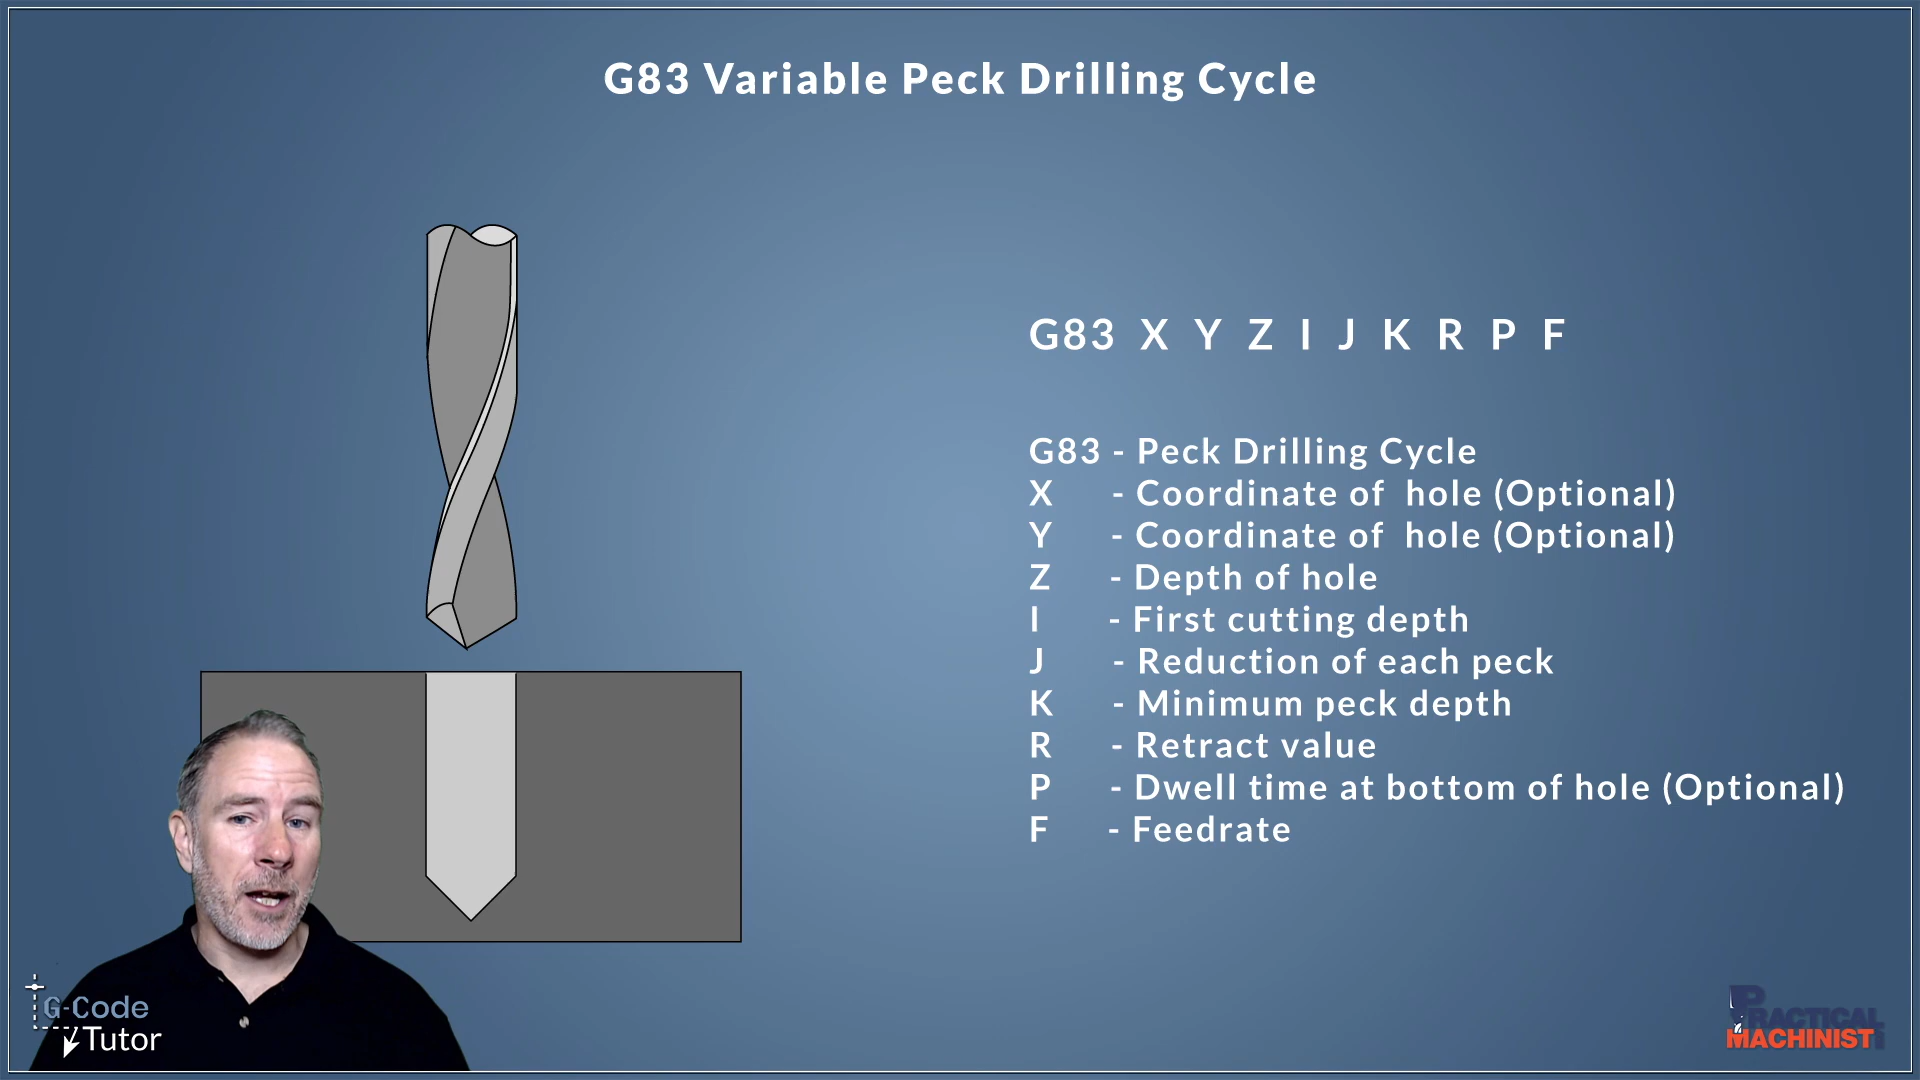 G83 Variable Peck Drilling Cycle
G83 X Y Z I J K R P F
G83 - Peck Drilling Cycle
X - Coordinate of hole (Optional)
Y - Coordinate of hole (Optional)
Z - Depth of hole
I - First cutting depth
J - Reduction of each peck
K - Minimum peck depth
R - Retract value
P - Dwell time at bottom of hole (Optional)
F - Feedrate
G-Code
Tutor
PRACTICAL
MACHINIST